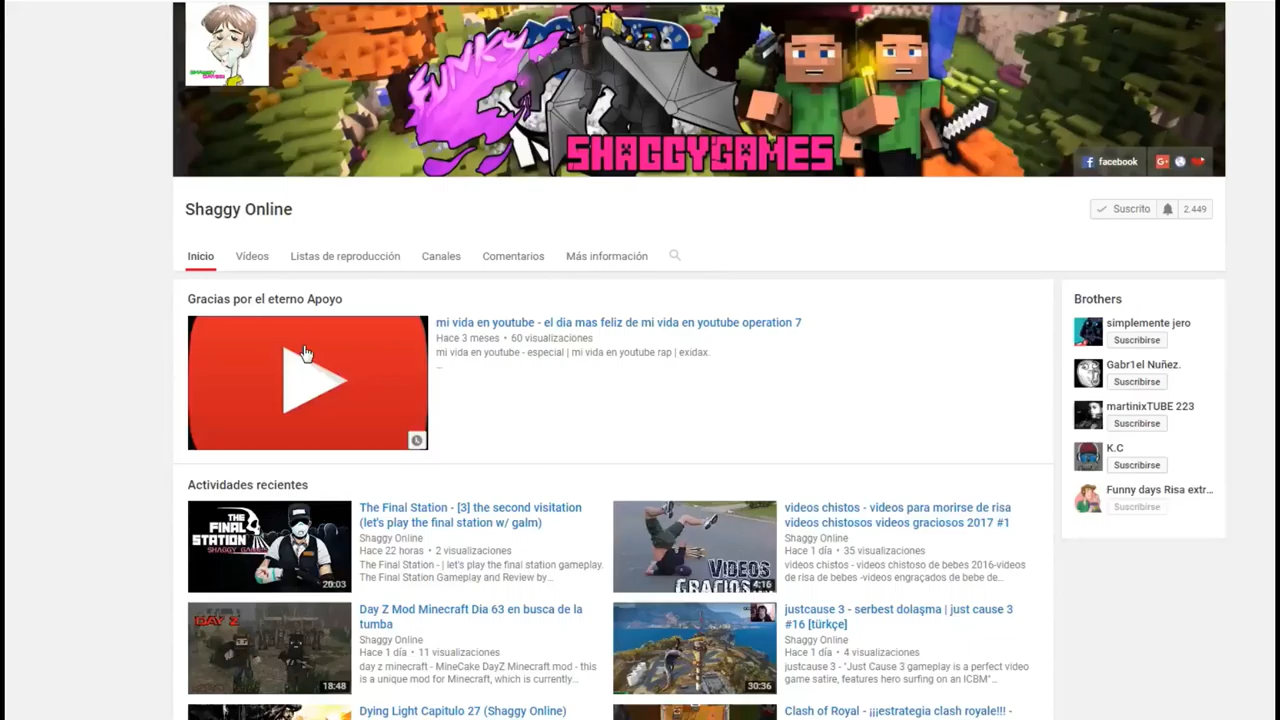 SHAGGYGAMES
facebook
Shaggy Online
Suscrito 2.449
Inicio Vídeos Listas de reproducción Canales Comentarios Más información
Gracias por el eterno Apoyo
mi vida en youtube - el dia mas feliz de mi vida en youtube operation 7
Hace 3 meses • 60 visualizaciones
mi vida en youtube - especial | mi vida en youtube rap | exidax.
...
Brothers
simplemente jero
Suscribirse
Gabr1el Nuñez.
Suscribirse
martinixTUBE 223
Suscribirse
K.C
Suscribirse
Funny days Risa extr...
Suscribirse
Actividades recientes
THE
FINAL
STATION
SHAGGY GAMES
20:03
The Final Station - [3] the second visitation
(let's play the final station w/ galm)
Shaggy Online
Hace 22 horas • 2 visualizaciones
The Final Station - | let's play the final station gameplay.
The Final Station Gameplay and Review by...
VIDEOS
GRACIOSOS
4:16
videos chistos - videos para morirse de risa
videos chistosos videos graciosos 2017 #1
Shaggy Online
Hace 1 día • 35 visualizaciones
videos chistos - videos chistoso de bebes 2016-videos
de risa de bebes -videos engraçados de bebe de...
DAY Z
18:48
Day Z Mod Minecraft Dia 63 en busca de la
tumba
Shaggy Online
Hace 1 día • 11 visualizaciones
day z minecraft - MineCake DayZ Minecraft mod - this
is a unique mod for Minecraft, which is currently...
30:36
justcause 3 - serbest dolaşma | just cause 3
#16 [türkçe]
Shaggy Online
Hace 1 día • 4 visualizaciones
justcause 3 - "Just Cause 3 gameplay is a perfect video
game satire, features hero surfing on an ICBM"...
Dying Light Capitulo 27 (Shaggy Online)
Clash of Royal - ¡¡¡estrategia clash royale!!! -